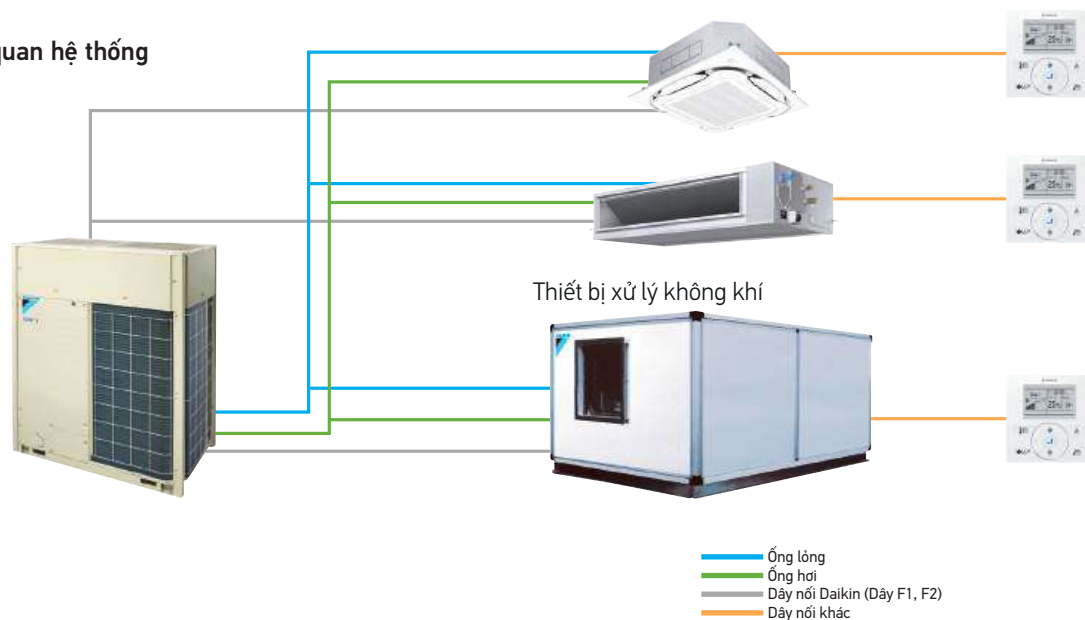 quan hệ thống
Thiết bị xử lý không khí
Ống lỏng
Ống hơi
Dây nối Daikin (Dây F1, F2)
Dây nối khác